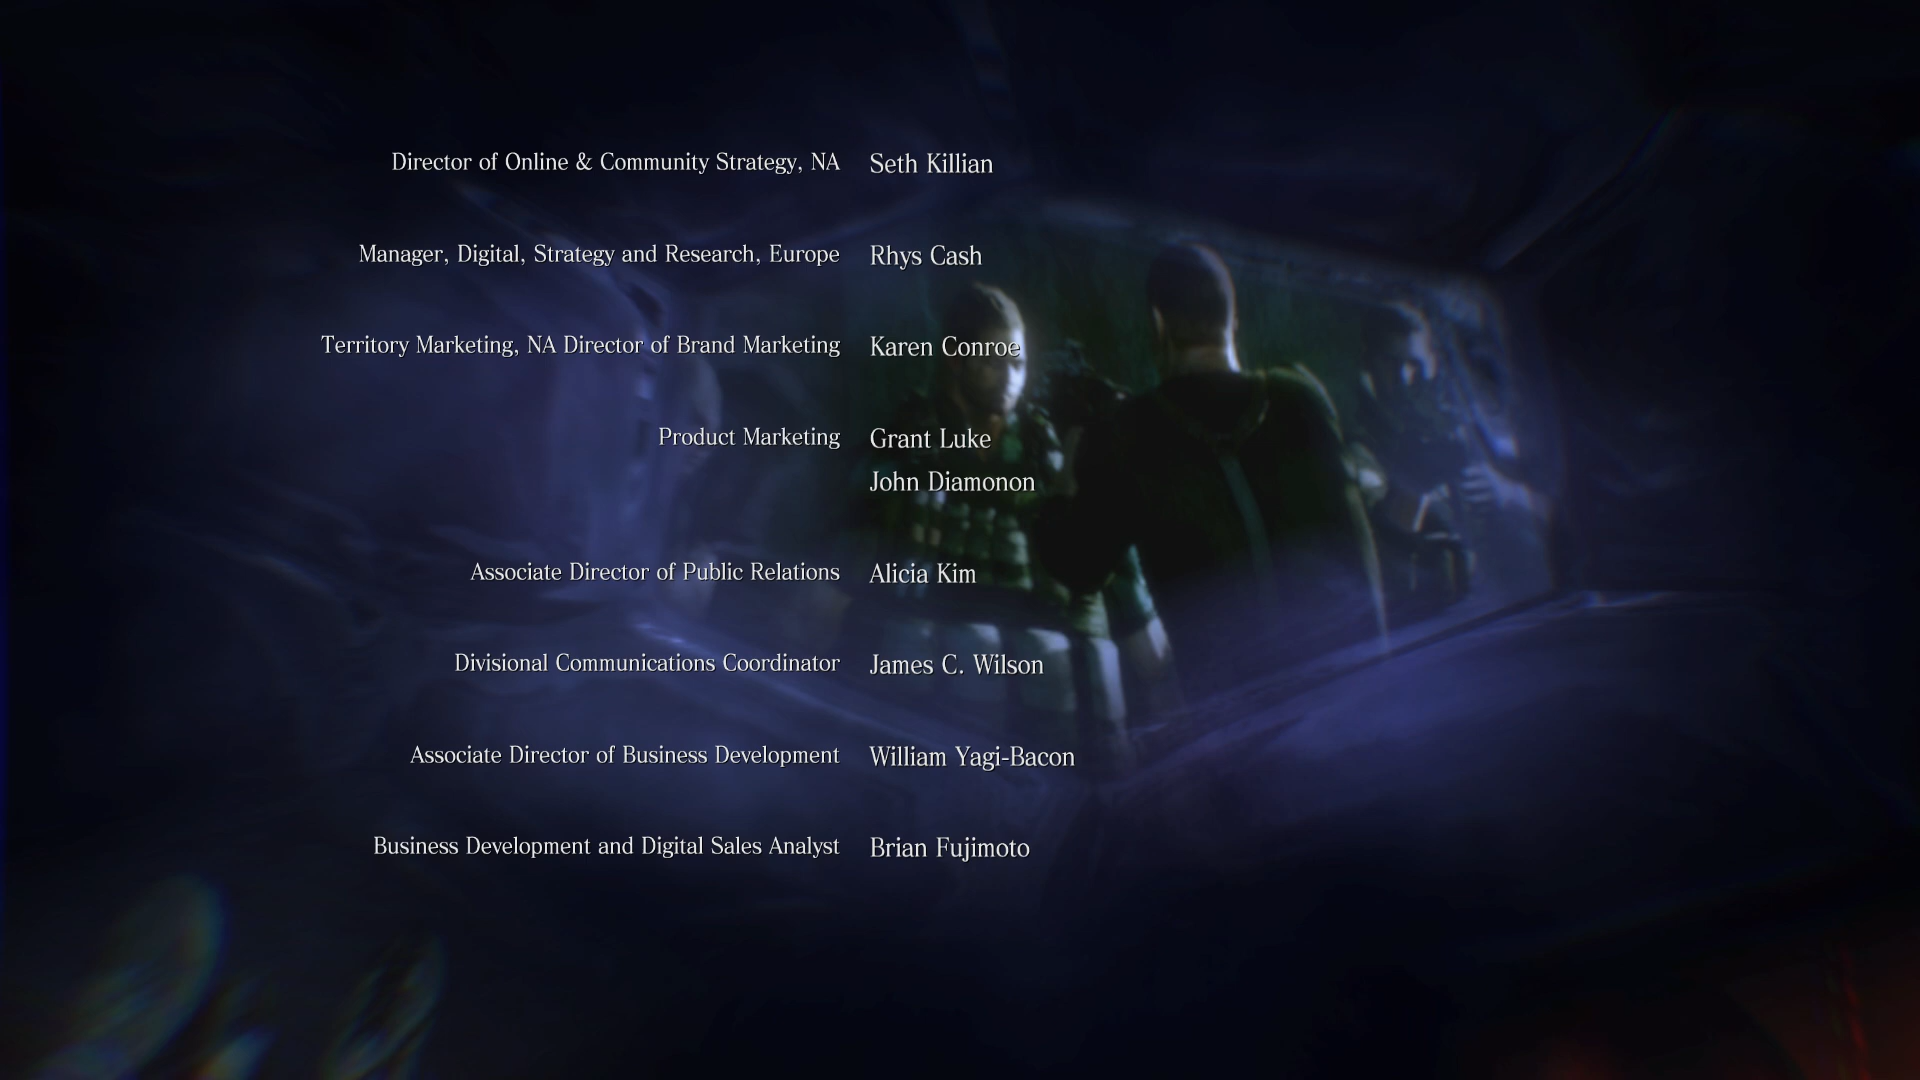 Director of Online & Community Strategy, NA Seth Killian
Manager, Digital, Strategy and Research, Europe Rhys Cash
Territory Marketing, NA Director of Brand Marketing Karen Conroe
Product Marketing Grant Luke
John Diamonon
Associate Director of Public Relations Alicia Kim
Divisional Communications Coordinator James C. Wilson
Associate Director of Business Development William Yagi-Bacon
Business Development and Digital Sales Analyst Brian Fujimoto